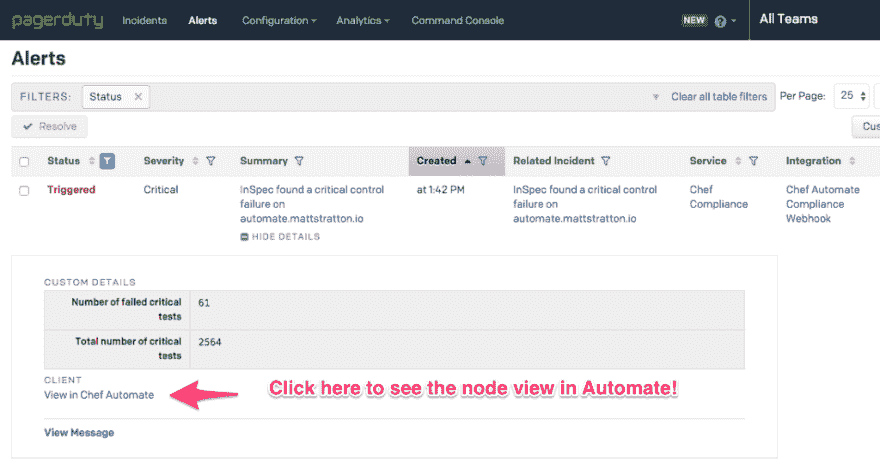 pagerduty Incidents Alerts Configuration Analytics Command Console NEW ? All Teams
Alerts
FILTERS: Status × Clear all table filters Per Page: 25
Resolve Cus
Status Severity Summary Created Related Incident Service Integration
Triggered Critical InSpec found a critical control at 1:42 PM InSpec found a critical control Chef Chef Automate
failure on failure on Compliance Compliance
automate.mattstratton.io automate.mattstratton.io Webhook
HIDE DETAILS
CUSTOM DETAILS
Number of failed critical 61
tests
Total number of critical 2564
tests
CLIENT
View in Chef Automate Click here to see the node view in Automate!
View Message